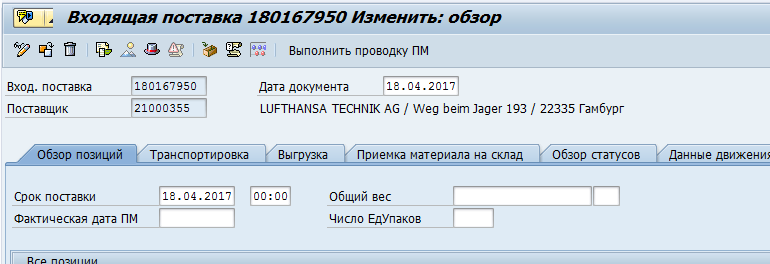 Входящая поставка 180167950 Изменить: обзор
Выполнить проводку ПМ
Вход. поставка 180167950 Дата документа 18.04.2017
Поставщик 21000355 LUFTHANSA TECHNIK AG / Weg beim Jager 193 / 22335 Гамбург
Обзор позиций Транспортировка Выгрузка Приемка материала на склад Обзор статусов Данные движения
Срок поставки 18.04.2017 00:00 Общий вес
Фактическая дата ПМ Число ЕдУпаков
Все позиции